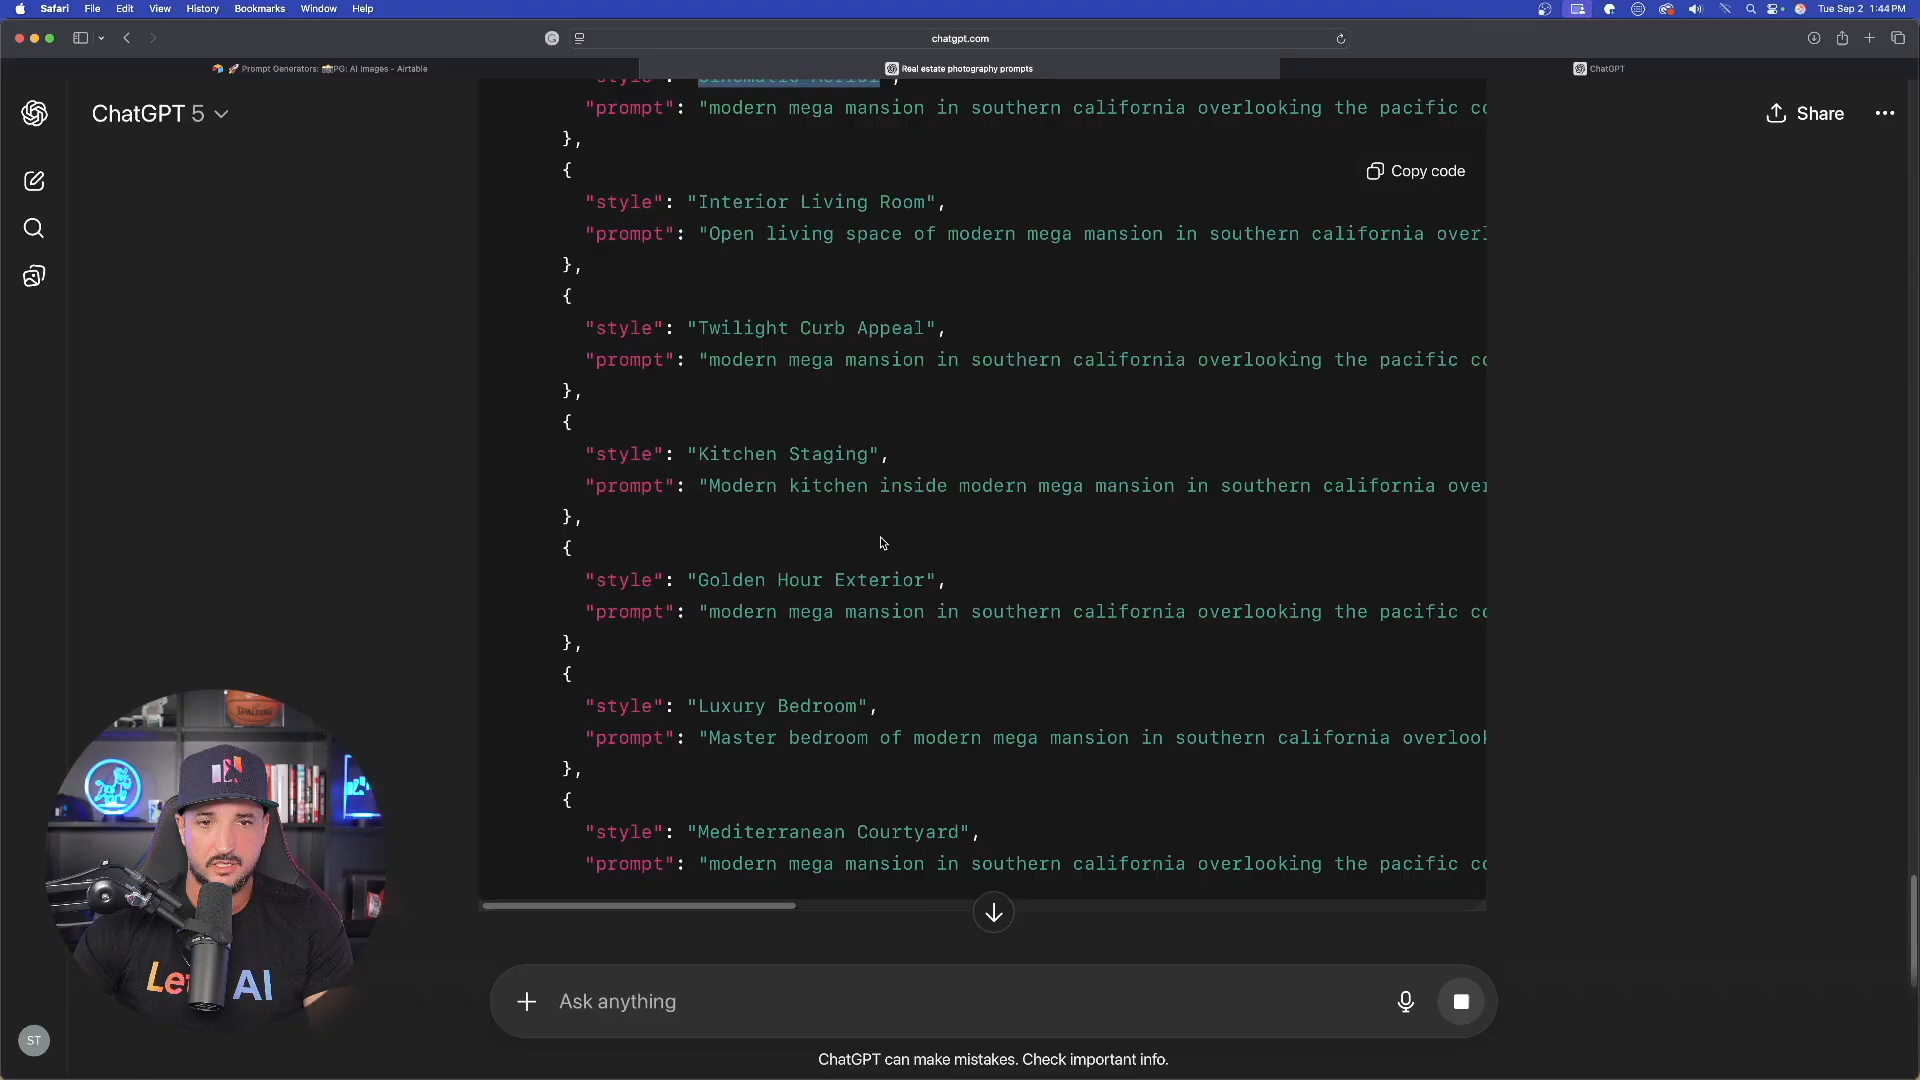 Safari File Edit View History Bookmarks Window Help
Tue Sep 2 1:44 PM
chatgpt.com
🚀 Prompt Generators: 📸PG: AI Images - Airtable
Real estate photography prompts
ChatGPT
ChatGPT 5
Share
"style": "Cinematic Aerial",
"prompt": "modern mega mansion in southern california overlooking the pacific co
},
{
Copy code
"style": "Interior Living Room",
"prompt": "Open living space of modern mega mansion in southern california overl
},
{
"style": "Twilight Curb Appeal",
"prompt": "modern mega mansion in southern california overlooking the pacific co
},
{
"style": "Kitchen Staging",
"prompt": "Modern kitchen inside modern mega mansion in southern california over
},
{
"style": "Golden Hour Exterior",
"prompt": "modern mega mansion in southern california overlooking the pacific co
},
{
"style": "Luxury Bedroom",
"prompt": "Master bedroom of modern mega mansion in southern california overlook
},
{
"style": "Mediterranean Courtyard",
"prompt": "modern mega mansion in southern california overlooking the pacific co
SPALDING
AI
Ask anything
ST
ChatGPT can make mistakes. Check important info.